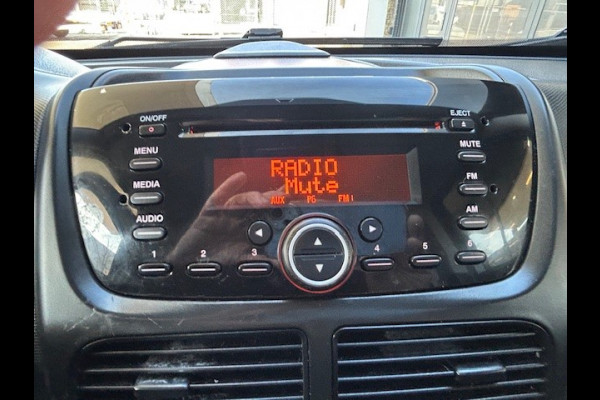 ON/OFF
EJECT
MENU
MUTE
MEDIA
FM
AUDIO
AM
RADIO
Mute
AUX PG FM1
1 2 3 4 5 6